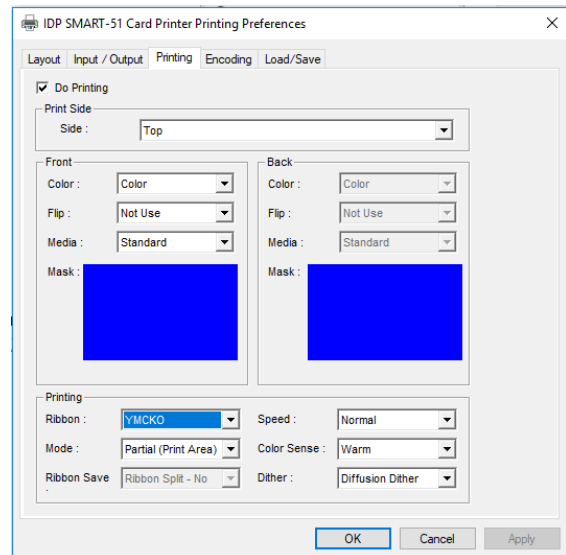 IDP SMART-51 Card Printer Printing Preferences
Layout Input / Output Printing Encoding Load/Save
Do Printing
Print Side
Side : Top
Front Back
Color : Color Color : Color
Flip : Not Use Flip : Not Use
Media : Standard Media : Standard
Mask : Mask :
Printing
Ribbon : YMCKO Speed : Normal
Mode : Partial (Print Area) Color Sense : Warm
Ribbon Save Ribbon Split - No Dither : Diffusion Dither
OK Cancel Apply